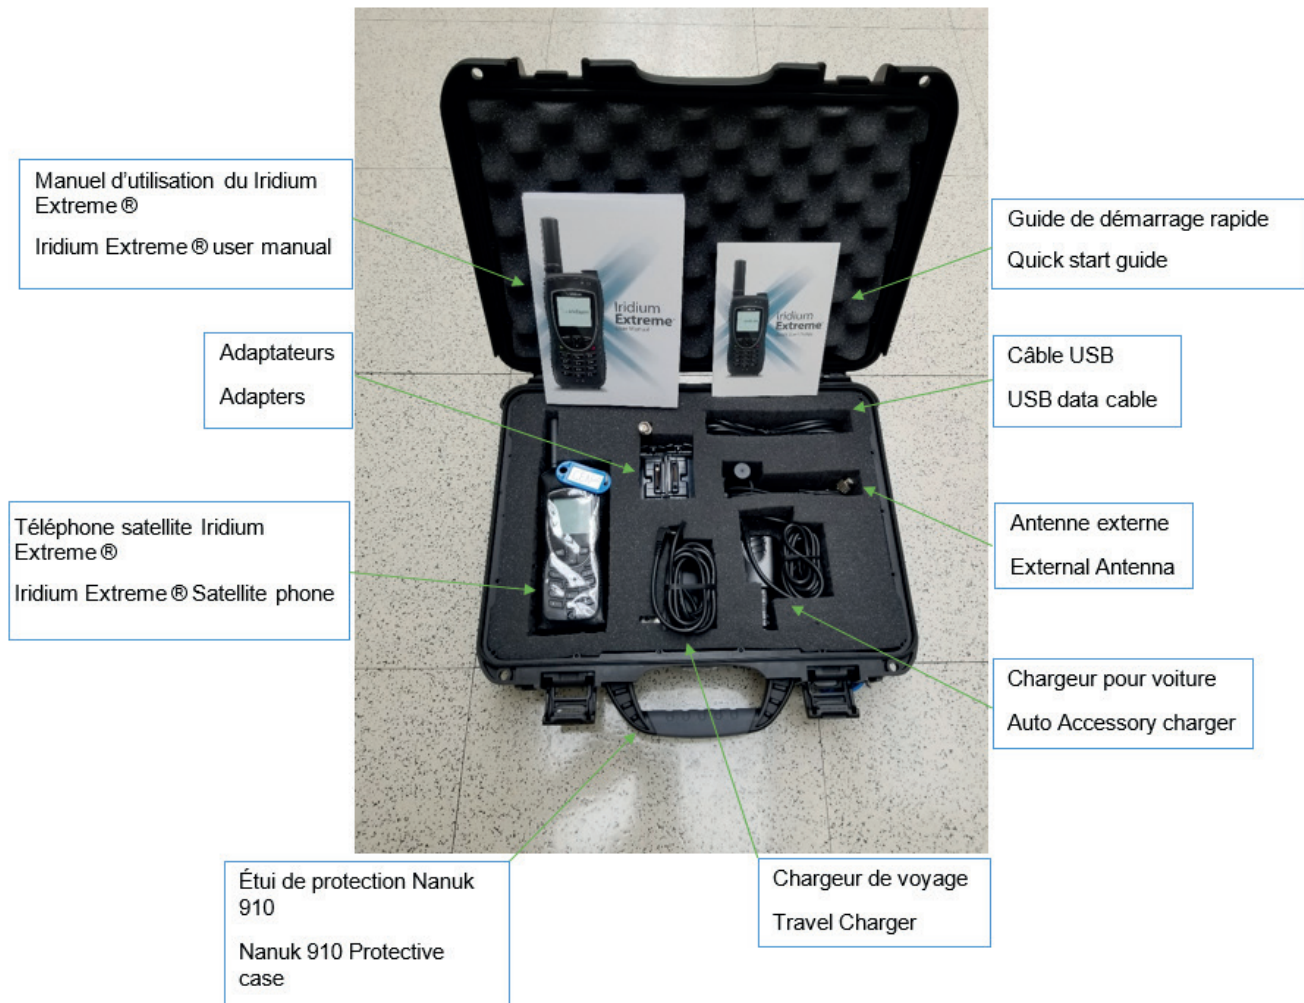 Manuel d'utilisation du Iridium
Extreme ®
Iridium Extreme ® user manual
Adaptateurs
Adapters
Téléphone satellite Iridium
Extreme ®
Iridium Extreme ® Satellite phone
Étui de protection Nanuk
910
Nanuk 910 Protective
case
Iridium
Extreme
User Manual
Iridium
Extreme
Guide de démarrage rapide
Quick start guide
Câble USB
USB data cable
Antenne externe
External Antenna
Chargeur pour voiture
Auto Accessory charger
Chargeur de voyage
Travel Charger